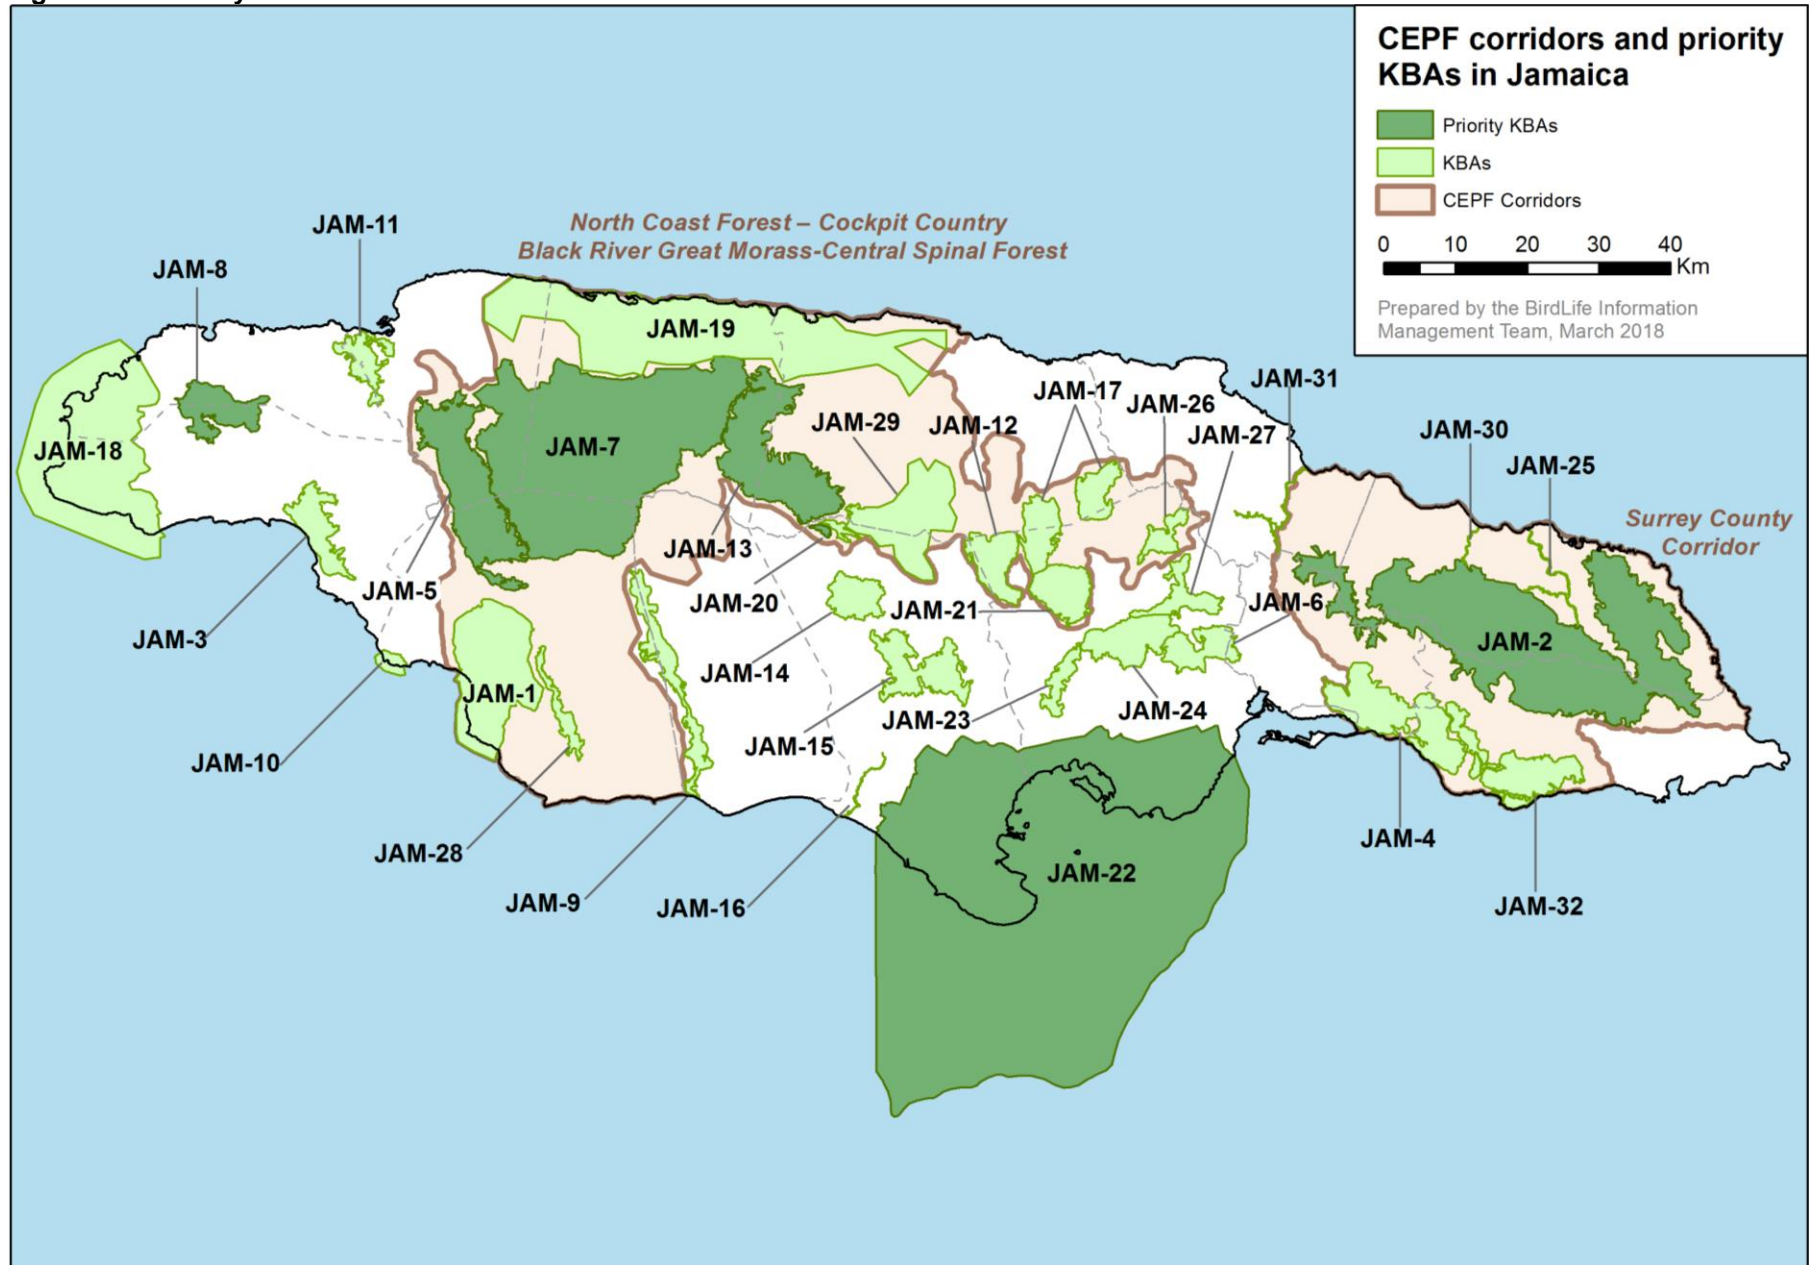 CEPF corridors and priority
KBAs in Jamaica
Priority KBAs
KBAs
CEPF Corridors
0 10 20 30 40
Km
Prepared by the BirdLife Information
Management Team, March 2018
North Coast Forest – Cockpit Country
Black River Great Morass-Central Spinal Forest
Surrey County
Corridor
JAM-11
JAM-8
JAM-19
JAM-31
JAM-17
JAM-26
JAM-29
JAM-12
JAM-27
JAM-30
JAM-18
JAM-7
JAM-25
JAM-13
JAM-5
JAM-20
JAM-21
JAM-6
JAM-3
JAM-2
JAM-14
JAM-1
JAM-23
JAM-24
JAM-15
JAM-10
JAM-4
JAM-28
JAM-22
JAM-9
JAM-16
JAM-32